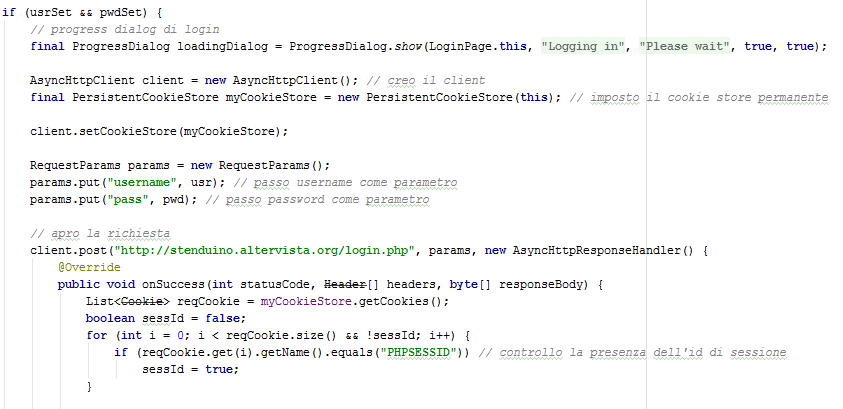 if (usrSet && pwdSet) {
// progress dialog di login
final ProgressDialog loadingDialog = ProgressDialog.show(LoginPage.this, "Logging in", "Please wait", true, true);
AsyncHttpClient client = new AsyncHttpClient(); // creo il client
final PersistentCookieStore myCookieStore = new PersistentCookieStore(this); // imposto il cookie store permanente
client.setCookieStore(myCookieStore);
RequestParams params = new RequestParams();
params.put("username", usr); // passo username come parametro
params.put("pass", pwd); // passo password come parametro
// apro la richiesta
client.post("http://stenduino.altervista.org/login.php", params, new AsyncHttpResponseHandler() {
@Override
public void onSuccess(int statusCode, Header[] headers, byte[] responseBody) {
List<Cookie> reqCookie = myCookieStore.getCookies();
boolean sessId = false;
for (int i = 0; i < reqCookie.size() && !sessId; i++) {
if (reqCookie.get(i).getName().equals("PHPSESSID")) // controllo la presenza dell'id di sessione
sessId = true;
}